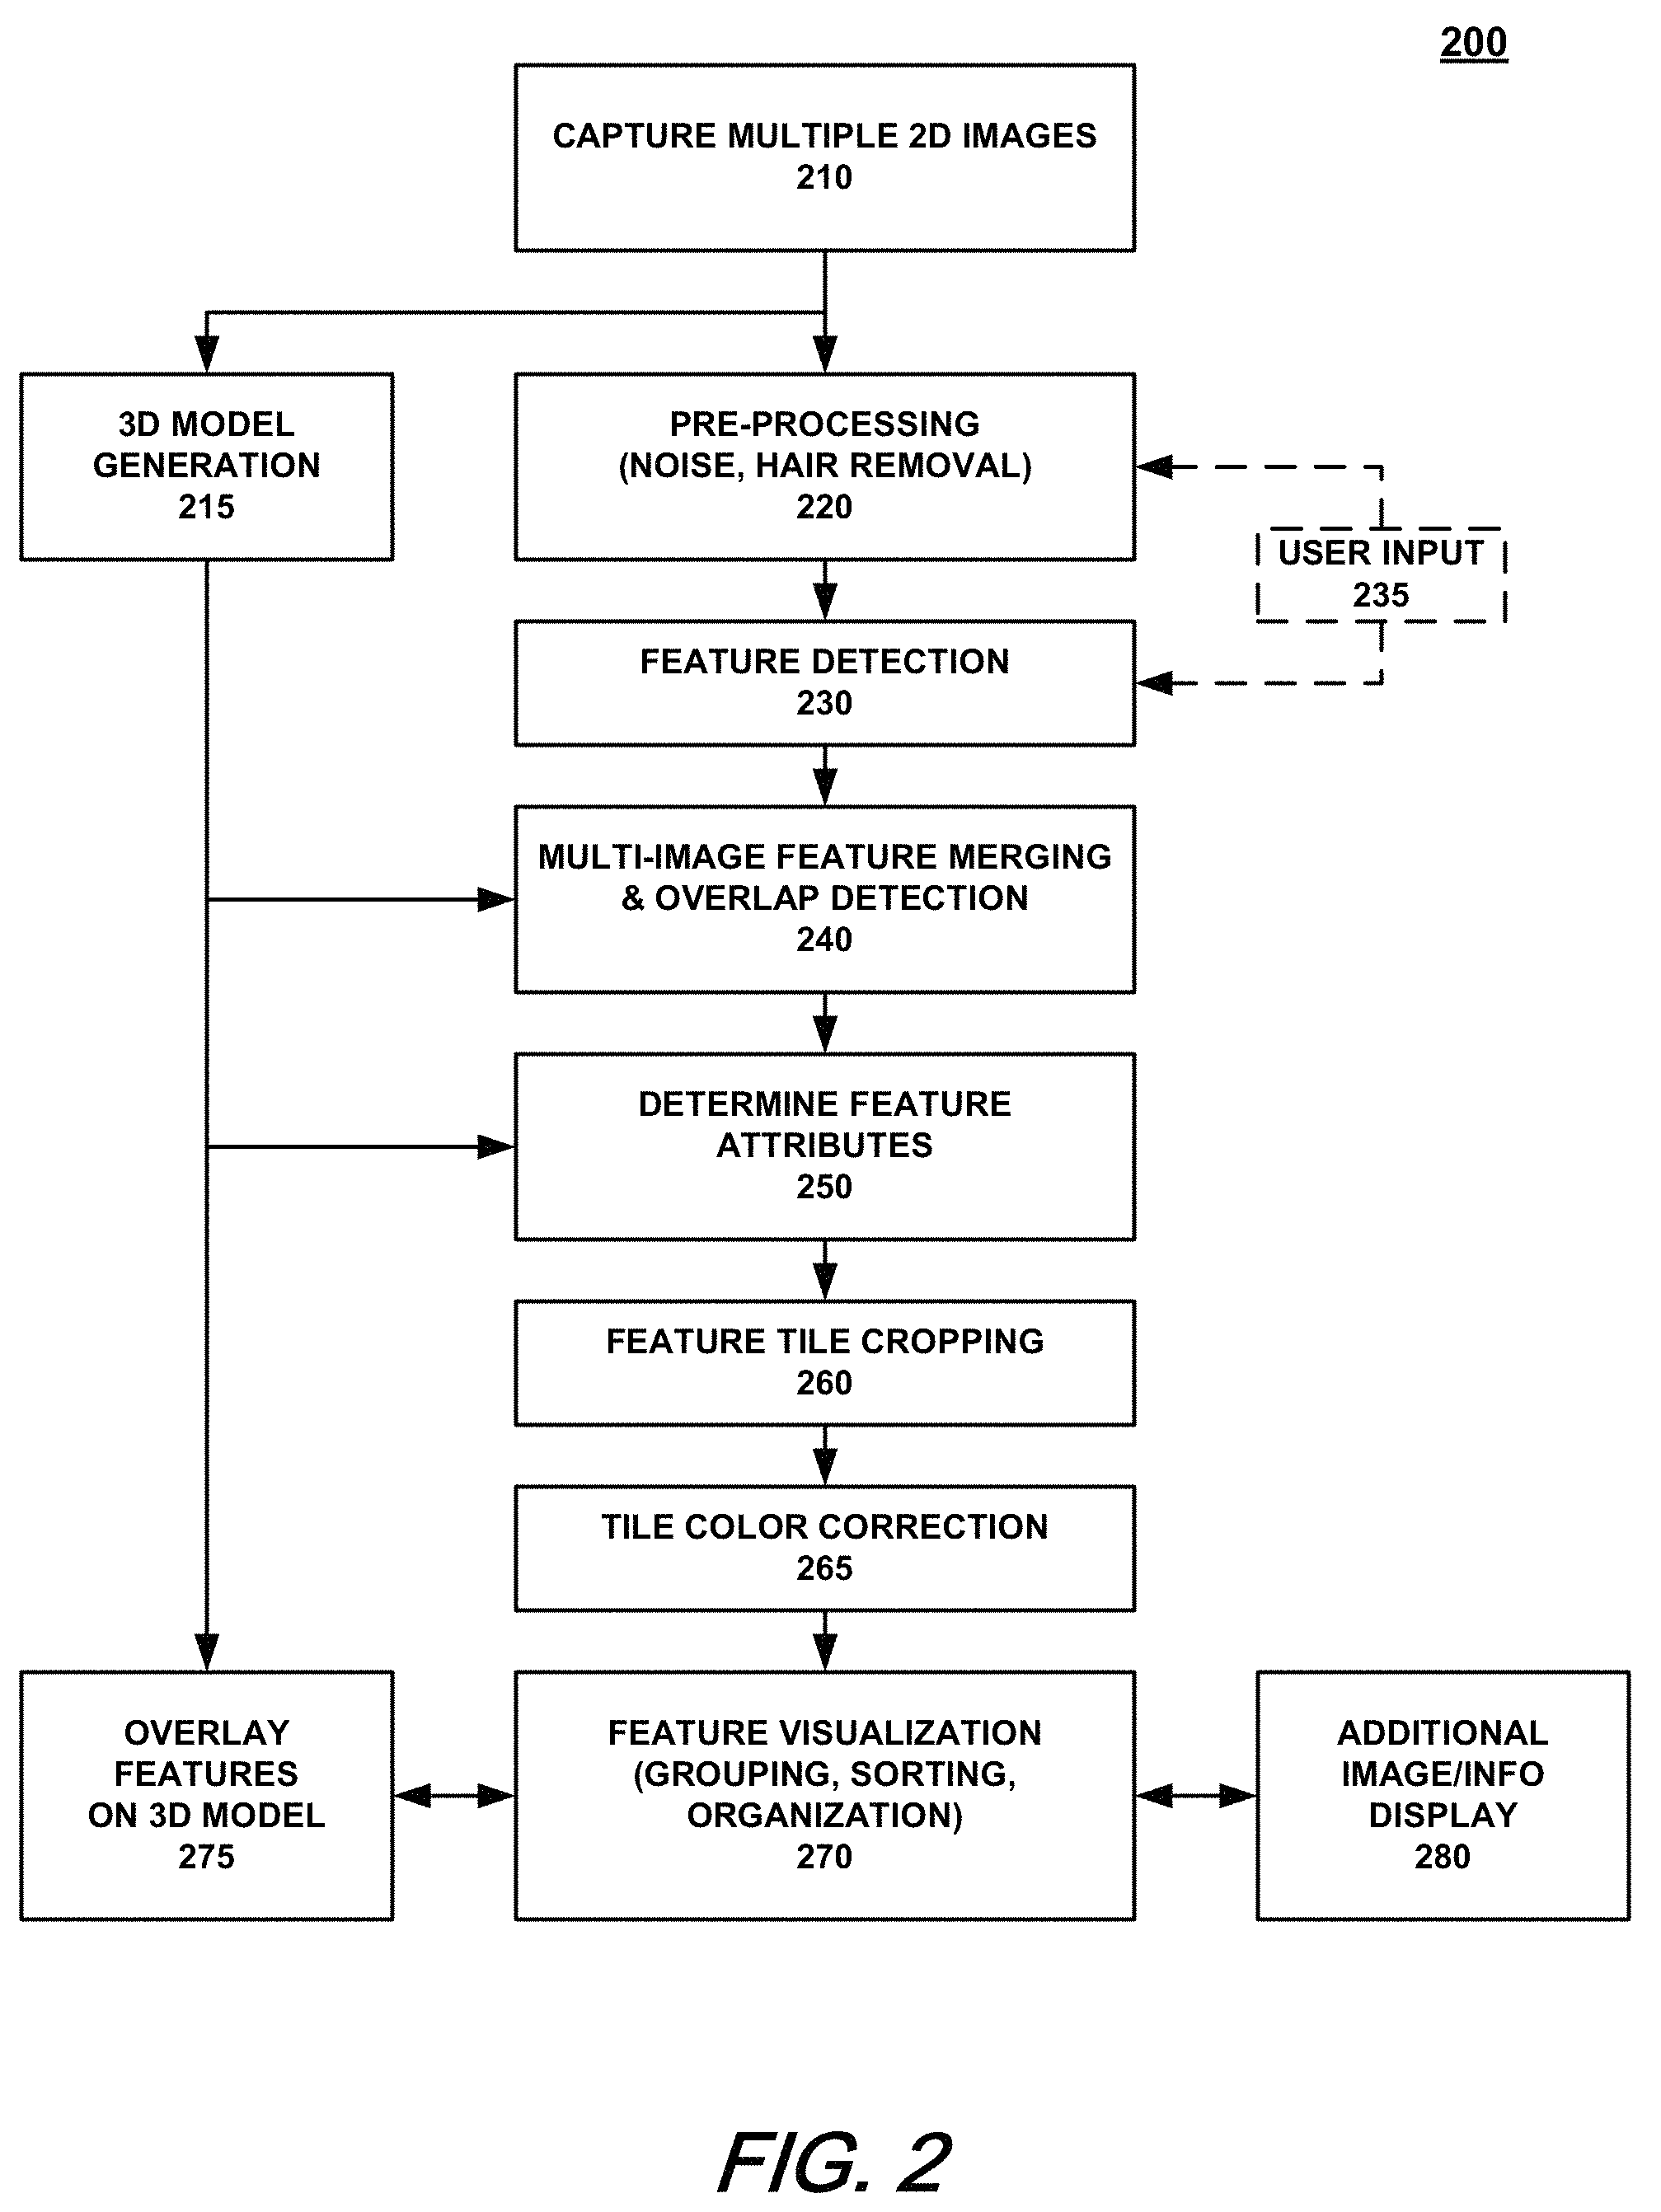 200
CAPTURE MULTIPLE 2D IMAGES
210
3D MODEL
GENERATION
215
PRE-PROCESSING
(NOISE, HAIR REMOVAL)
220
USER INPUT
235
FEATURE DETECTION
230
MULTI-IMAGE FEATURE MERGING
& OVERLAP DETECTION
240
DETERMINE FEATURE
ATTRIBUTES
250
FEATURE TILE CROPPING
260
TILE COLOR CORRECTION
265
OVERLAY
FEATURES
ON 3D MODEL
275
FEATURE VISUALIZATION
(GROUPING, SORTING,
ORGANIZATION)
270
ADDITIONAL
IMAGE/INFO
DISPLAY
280
FIG. 2